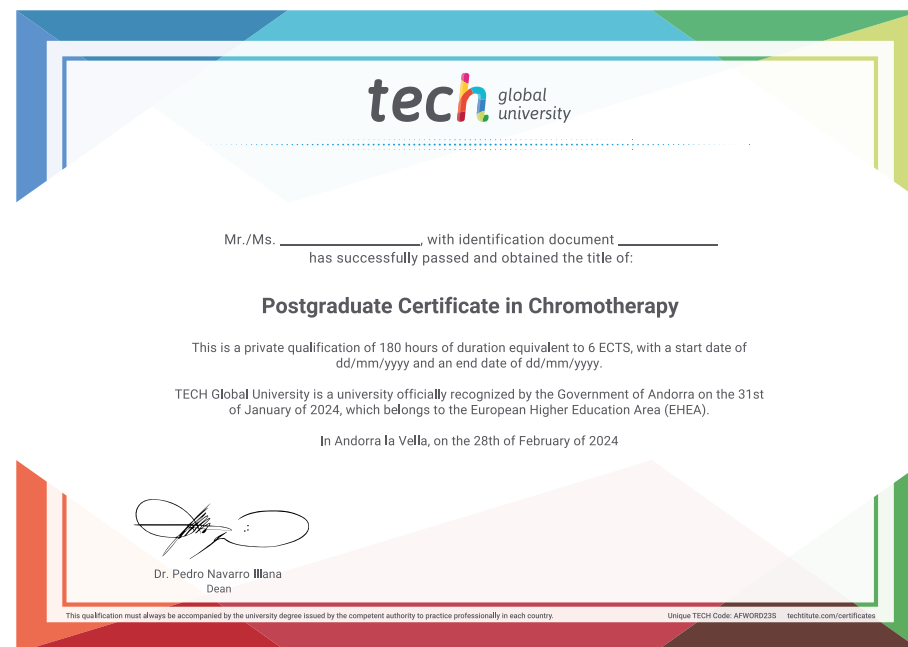 tech global university
Mr./Ms. ____________, with identification document ____________
has successfully passed and obtained the title of:
Postgraduate Certificate in Chromotherapy
This is a private qualification of 180 hours of duration equivalent to 6 ECTS, with a start date of
dd/mm/yyyy and an end date of dd/mm/yyyy.
TECH Global University is a university officially recognized by the Government of Andorra on the 31st
of January of 2024, which belongs to the European Higher Education Area (EHEA).
In Andorra la Vella, on the 28th of February of 2024
Dr. Pedro Navarro Illana
Dean
This qualification must always be accompanied by the university degree issued by the competent authority to practice professionally in each country.
Unique TECH Code: AFWORD23S techtitute.com/certificates